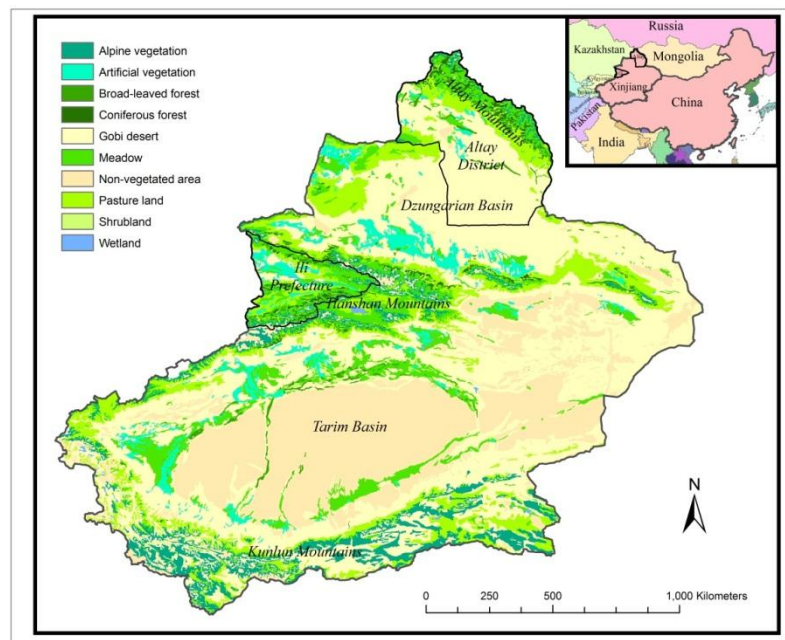 Alpine vegetation
Artificial vegetation
Broad-leaved forest
Coniferous forest
Gobi desert
Meadow
Non-vegetated area
Pasture land
Shrubland
Wetland
Russia
Kazakhstan
Mongolia
Xinjiang
China
Pakistan
India
Altay Mountains
Altay
District
Dzungarian Basin
Ili
Prefecture
Tianshan Mountains
Tarim Basin
Kunlun Mountains
N
0 250 500 1,000 Kilometers